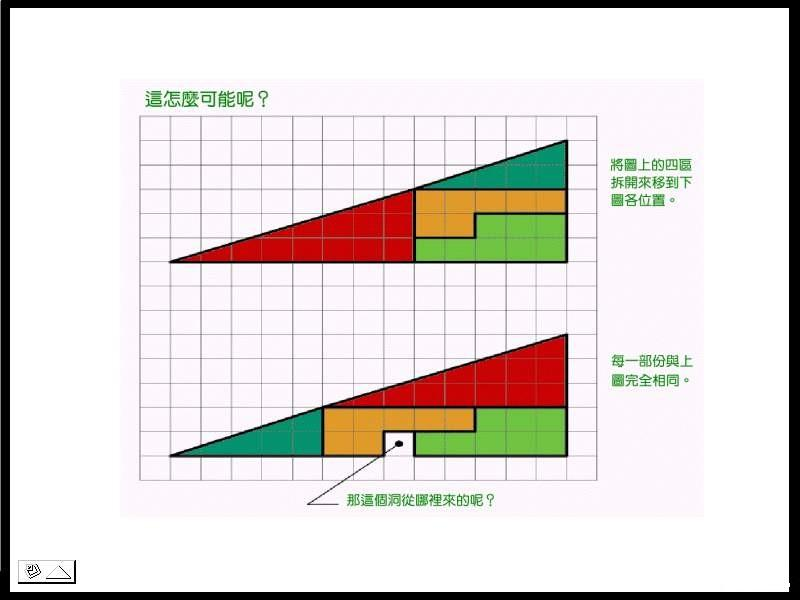 這怎麼可能呢？
將圖上的四區
拆開來移到下
圖各位置。
每一部份與上
圖完全相同。
那這個洞從哪裡來的呢？